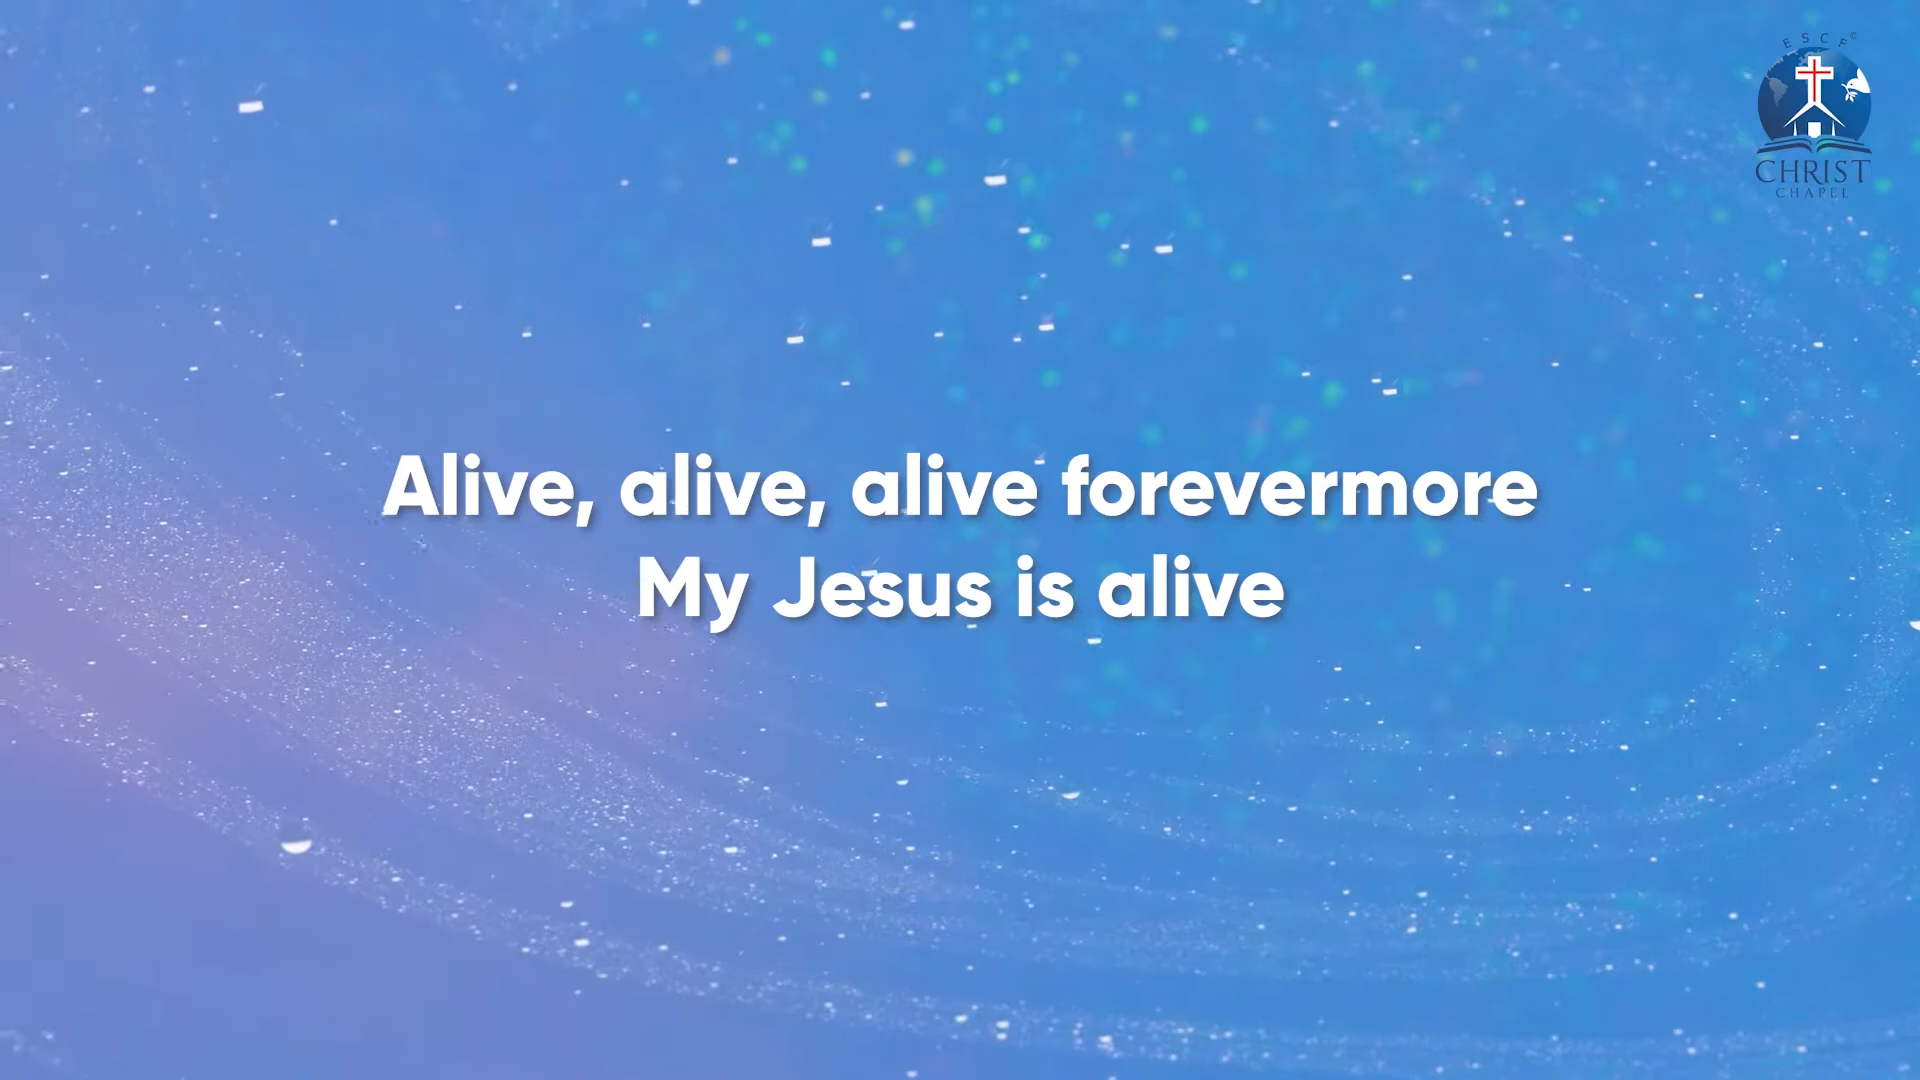 ESCF©
CHRIST
CHAPEL
Alive, alive, alive forevermore
My Jesus is alive